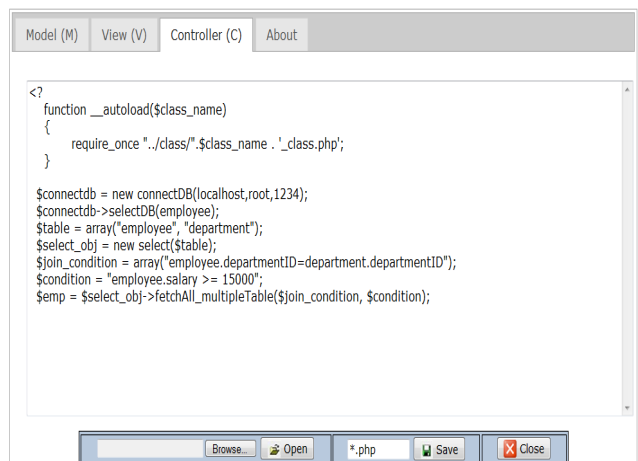 Model (M) View (V) Controller (C) About
<?
function __autoload($class_name)
{
require_once "../class/".$class_name . '_class.php';
}
$connectdb = new connectDB(localhost,root,1234);
$connectdb->selectDB(employee);
$table = array("employee", "department");
$select_obj = new select($table);
$join_condition = array("employee.departmentID=department.departmentID");
$condition = "employee.salary >= 15000";
$emp = $select_obj->fetchAll_multipleTable($join_condition, $condition);
Browse... Open *.php Save Close